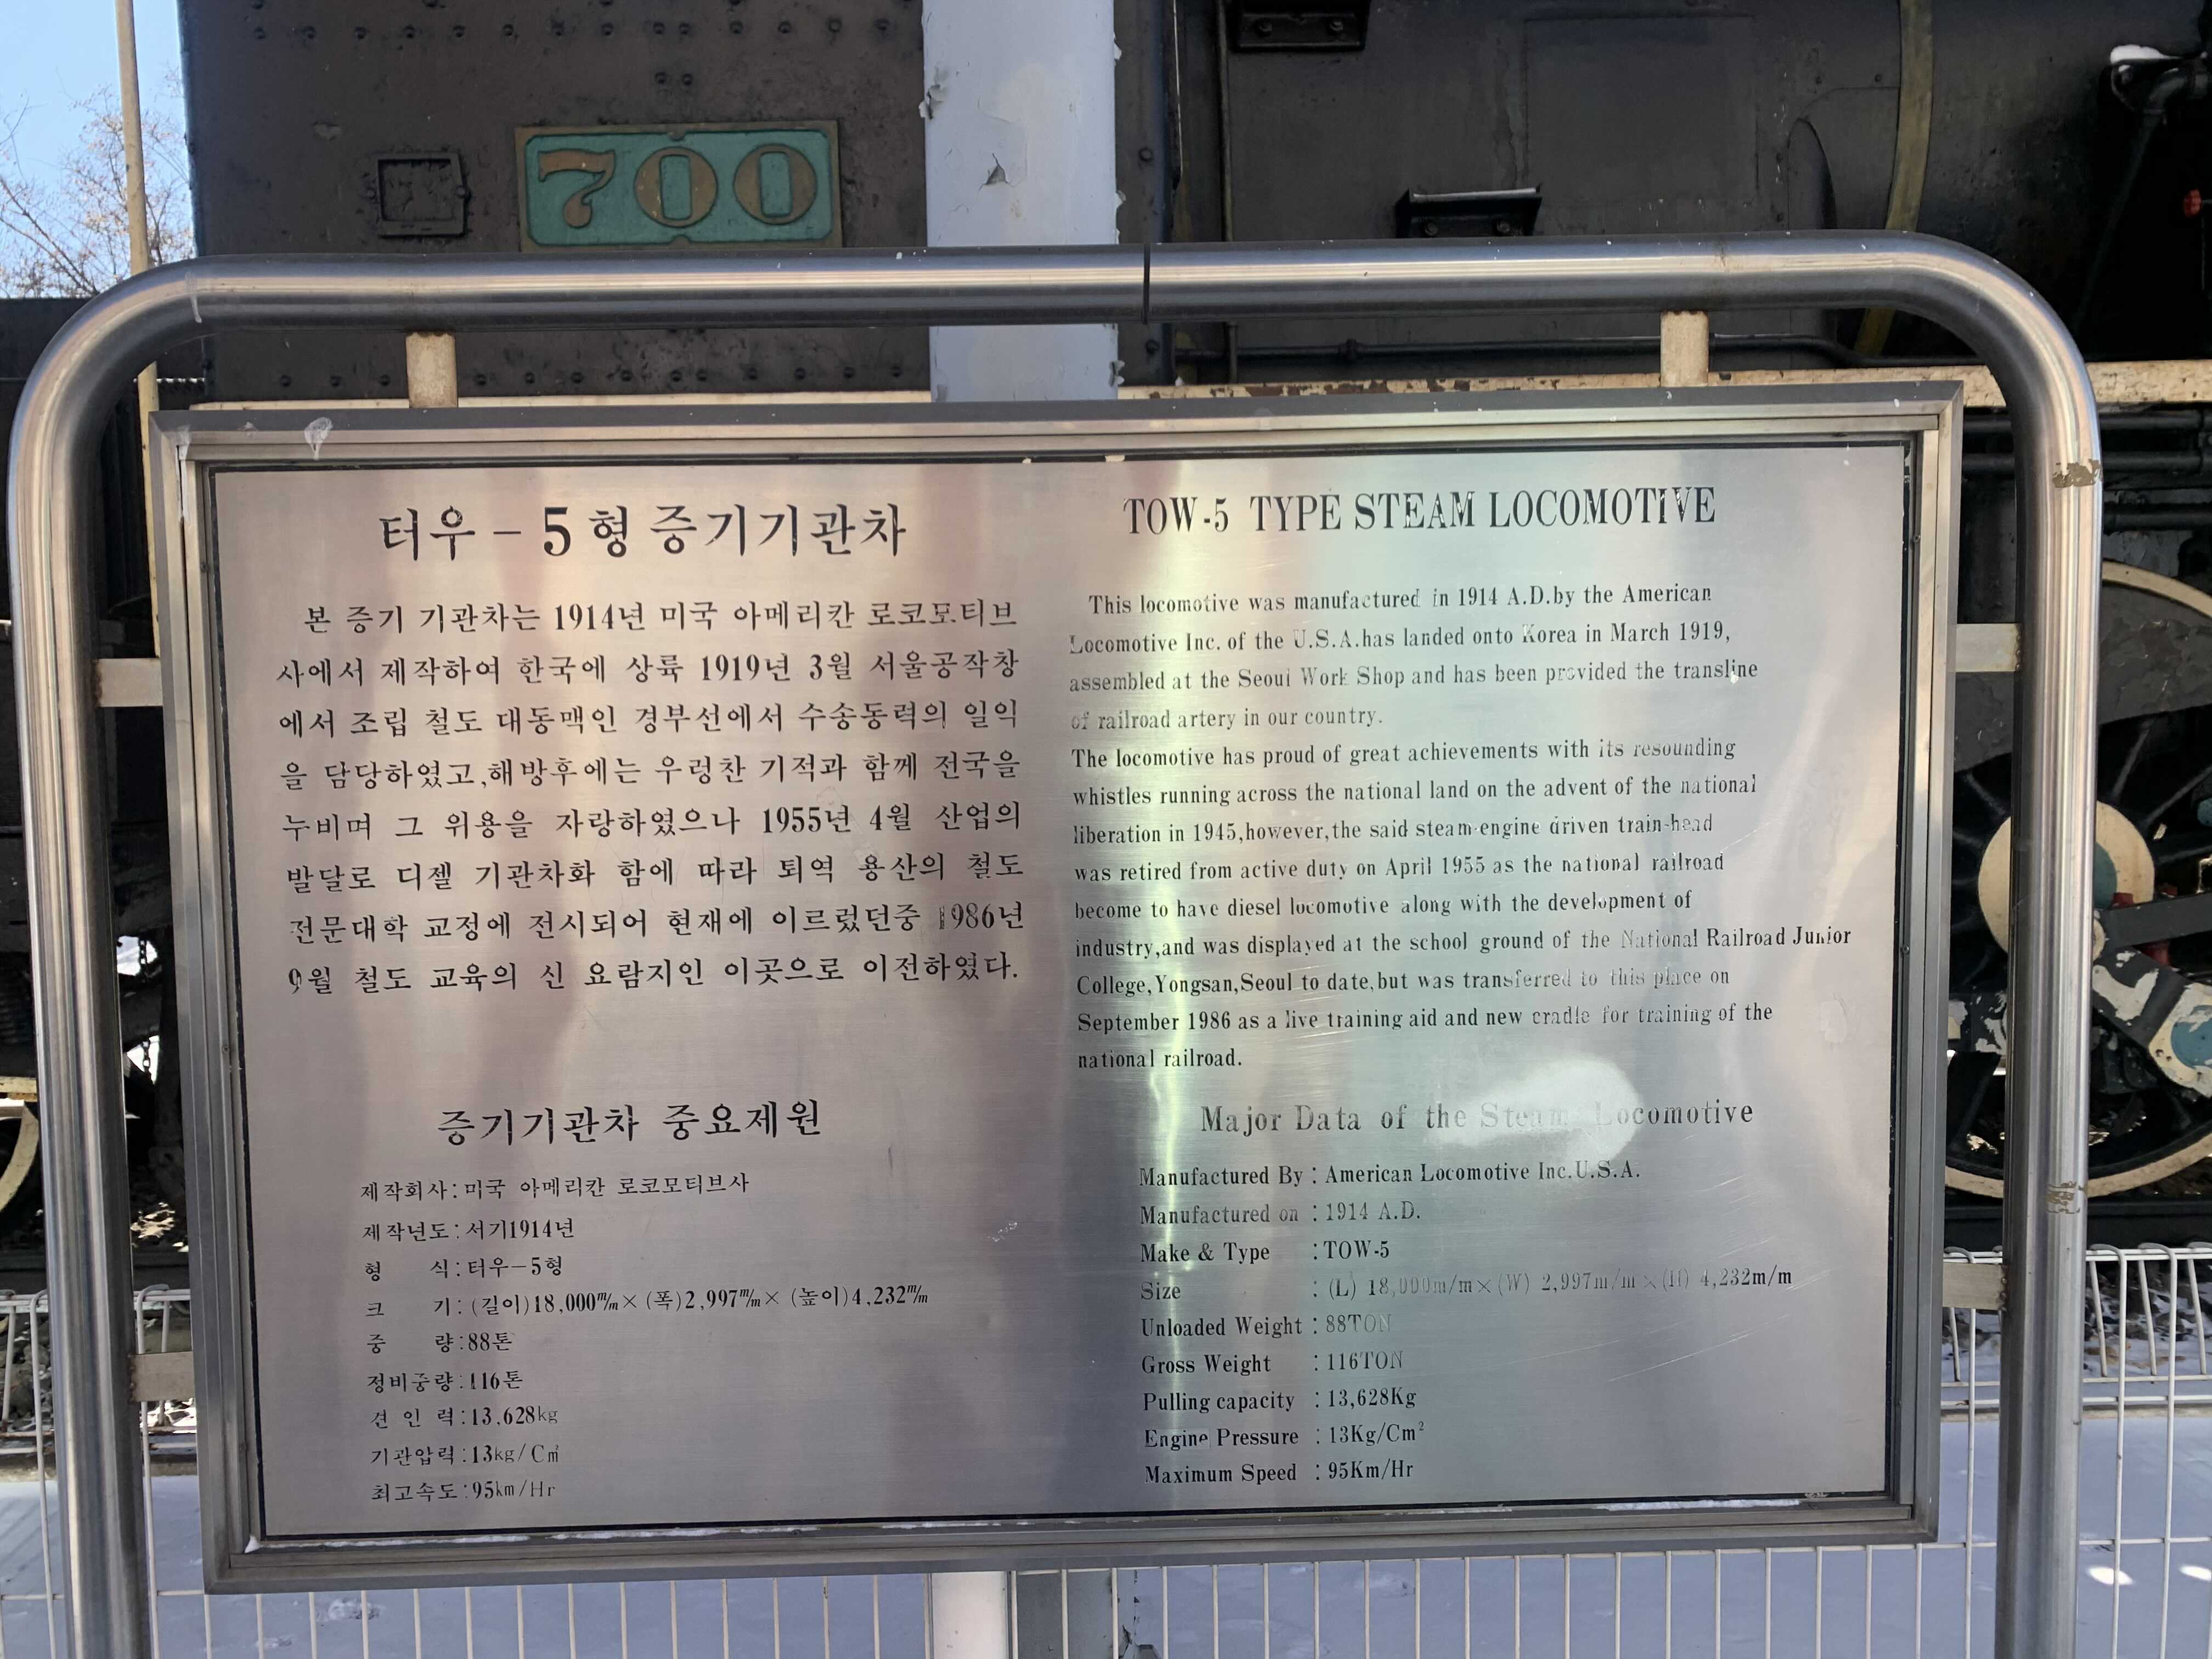 700
터우 - 5 형 증기기관차
본 증기 기관차는 1914년 미국 아메리칸 로코모티브
사에서 제작하여 한국에 상륙 1919년 3월 서울공작창
에서 조립 철도 대동맥인 경부선에서 수송동력의 일익
을 담당하였고,해방후에는 우렁찬 기적과 함께 전국을
누비며 그 위용을 자랑하였으나 1955년 4월 산업의
발달로 디젤 기관차화 함에 따라 퇴역 용산의 철도
전문대학 교정에 전시되어 현재에 이르렀던중 1986년
9월 철도 교육의 신 요람지인 이곳으로 이전하였다.
증기기관차 중요제원
제작회사:미국 아메리칸 로코모티브사
제작년도:서기1914년
형 식:터우-5형
크 기:(길이)18,000㎜×(폭)2,997㎜×(높이)4,232㎜
중 량:88톤
정비중량:116톤
견 인 력:13,628kg
기관압력:13kg/C㎡
최고속도:95km/Hr
TOW-5 TYPE STEAM LOCOMOTIVE
This locomotive was manufactured in 1914 A.D.by the American
Locomotive Inc. of the U.S.A.has landed onto Korea in March 1919,
assembled at the Seoul Work Shop and has been provided the transline
of railroad artery in our country.
The locomotive has proud of great achievements with its resounding
whistles running across the national land on the advent of the national
liberation in 1945,however,the said steam-engine driven train-head
was retired from active duty on April 1955 as the national railroad
become to have diesel locomotive along with the development of
industry,and was displayed at the school ground of the National Railroad Junior
College,Yongsan,Seoul to date,but was transferred to this place on
September 1986 as a live training aid and new cradle for training of the
national railroad.
Major Data of the Steam Locomotive
Manufactured By : American Locomotive Inc.U.S.A.
Manufactured on : 1914 A.D.
Make & Type : TOW-5
Size : (L) 18,000m/m×(W) 2,997m/m×(H) 4,232m/m
Unloaded Weight : 88TON
Gross Weight : 116TON
Pulling capacity : 13,628Kg
Engine Pressure : 13Kg/Cm²
Maximum Speed : 95Km/Hr